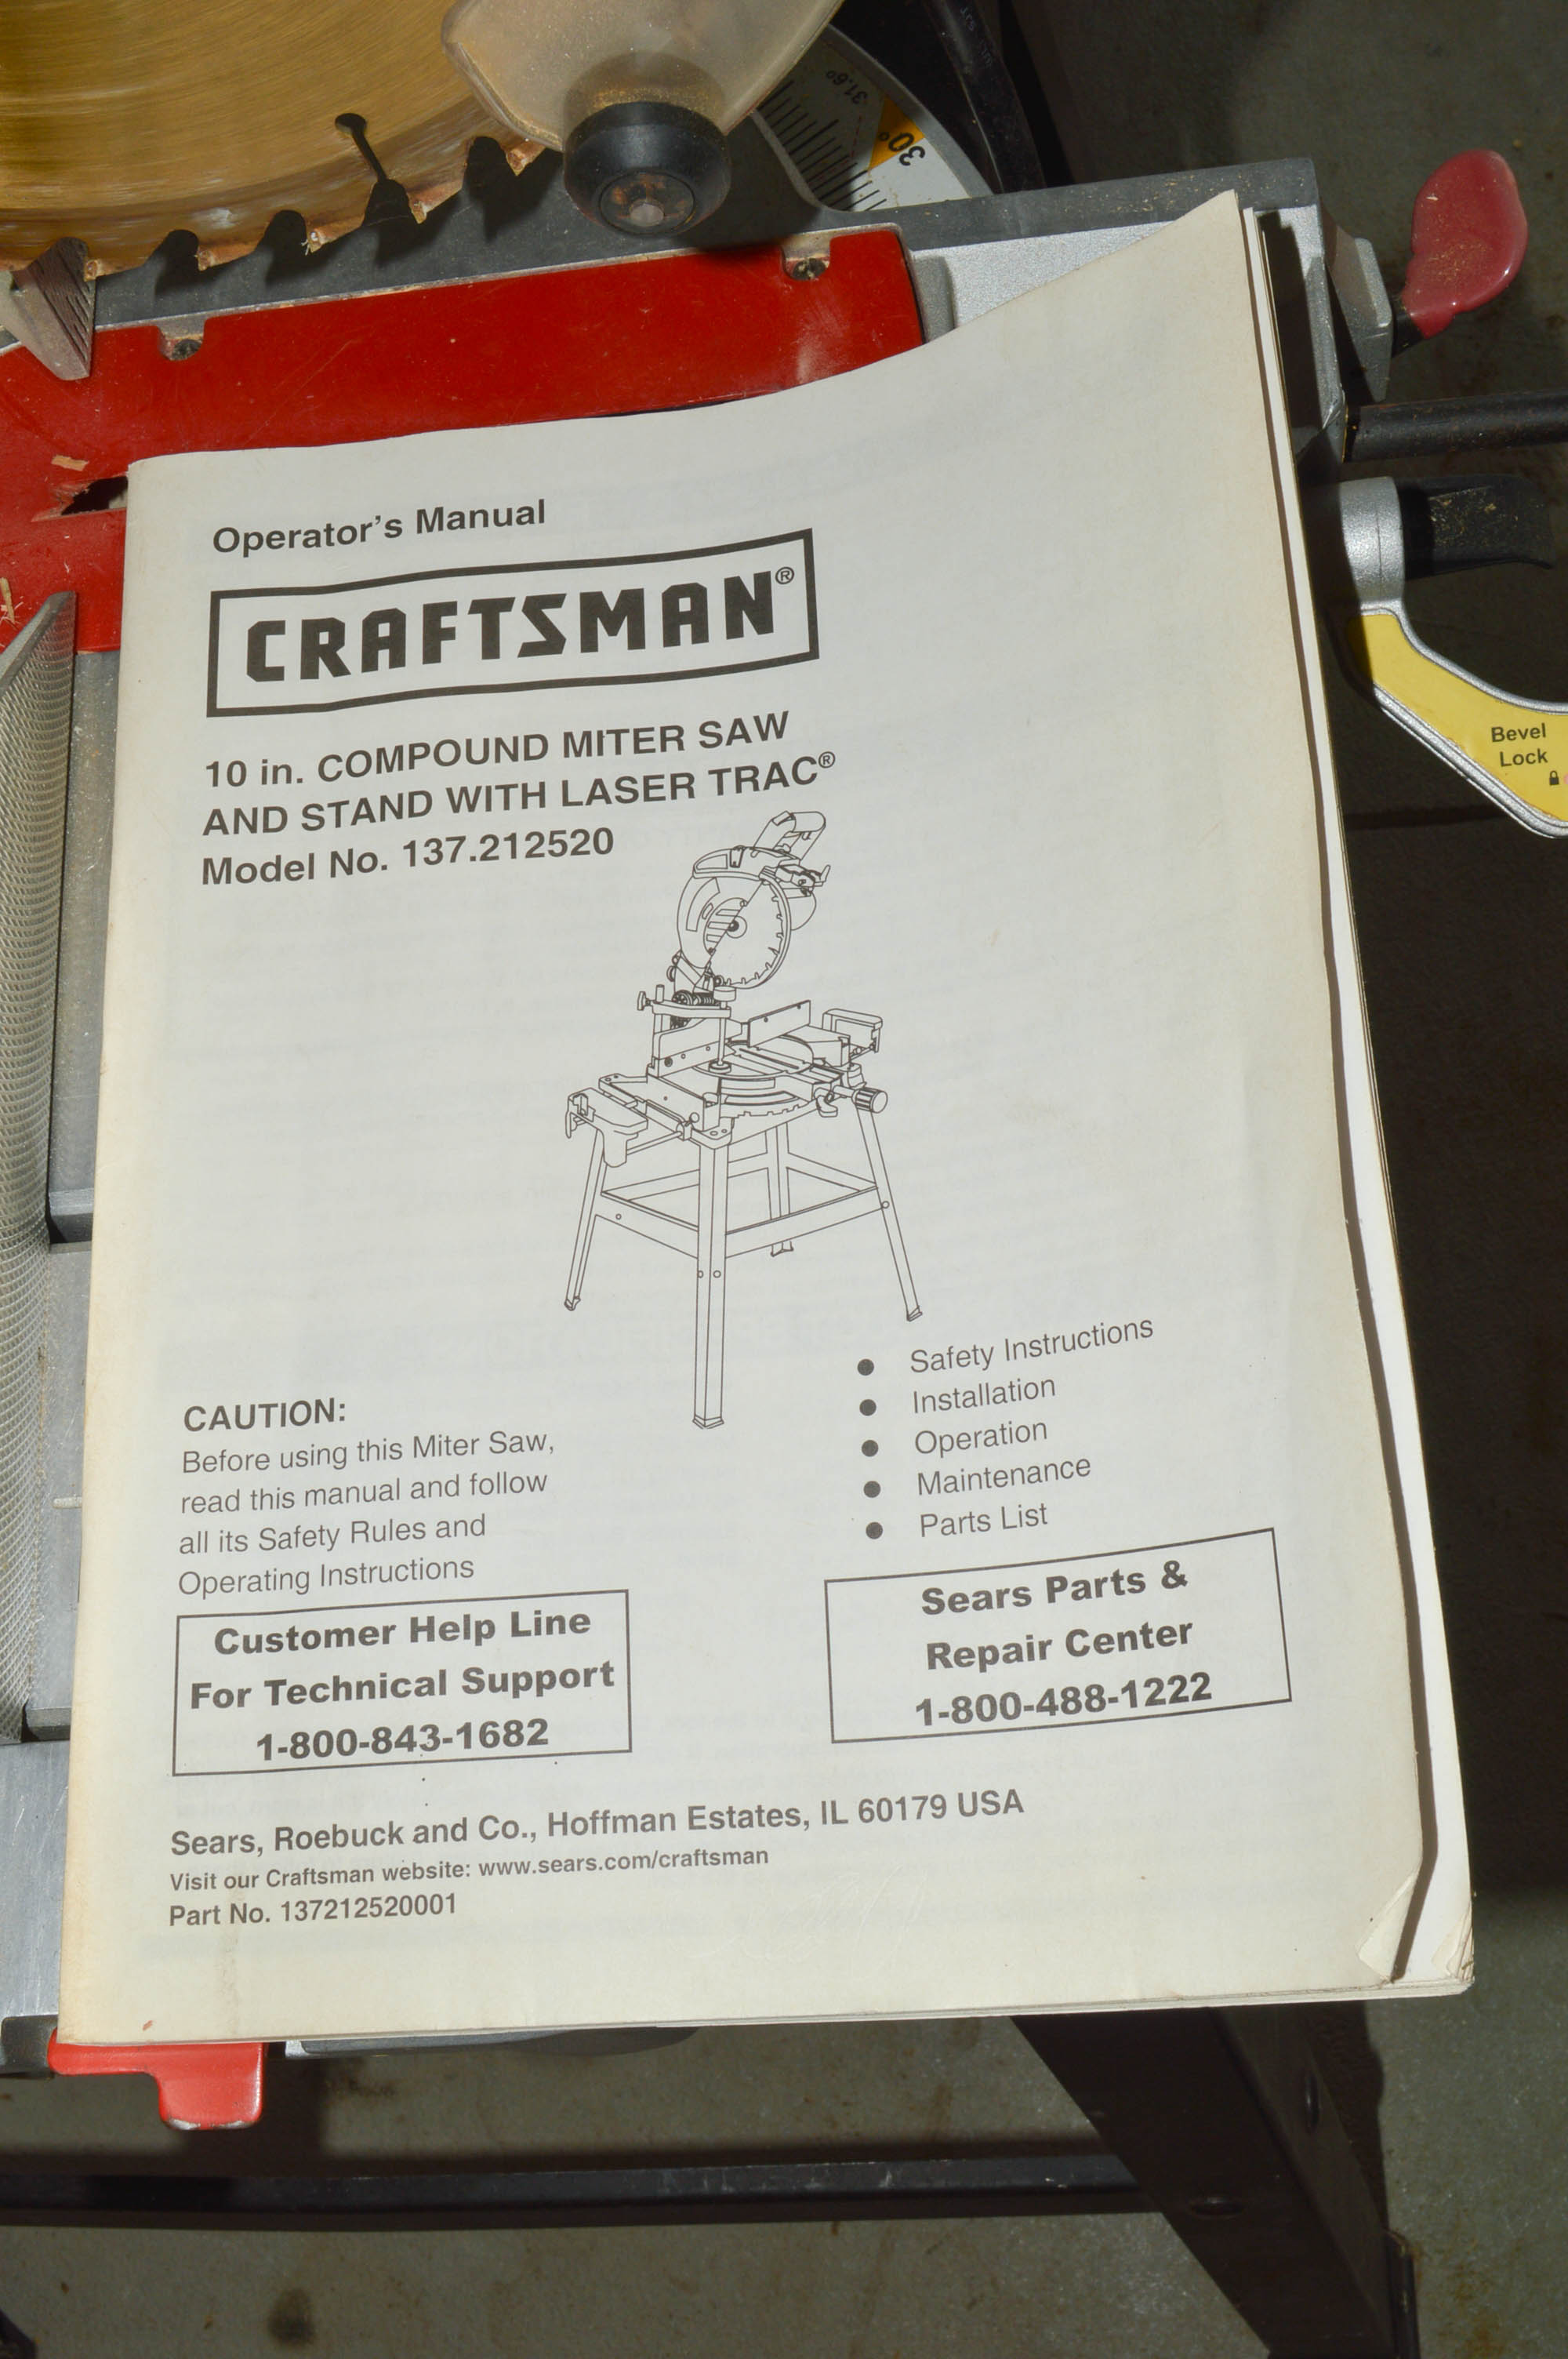 31.6°
30°
Operator's Manual
CRAFTSMAN®
10 in. COMPOUND MITER SAW
AND STAND WITH LASER TRAC®
Model No. 137.212520
CAUTION:
Before using this Miter Saw,
read this manual and follow
all its Safety Rules and
Operating Instructions
● Safety Instructions
● Installation
● Operation
● Maintenance
● Parts List
Customer Help Line
For Technical Support
1-800-843-1682
Sears Parts &
Repair Center
1-800-488-1222
Sears, Roebuck and Co., Hoffman Estates, IL 60179 USA
Visit our Craftsman website: www.sears.com/craftsman
Part No. 137212520001
Bevel
Lock